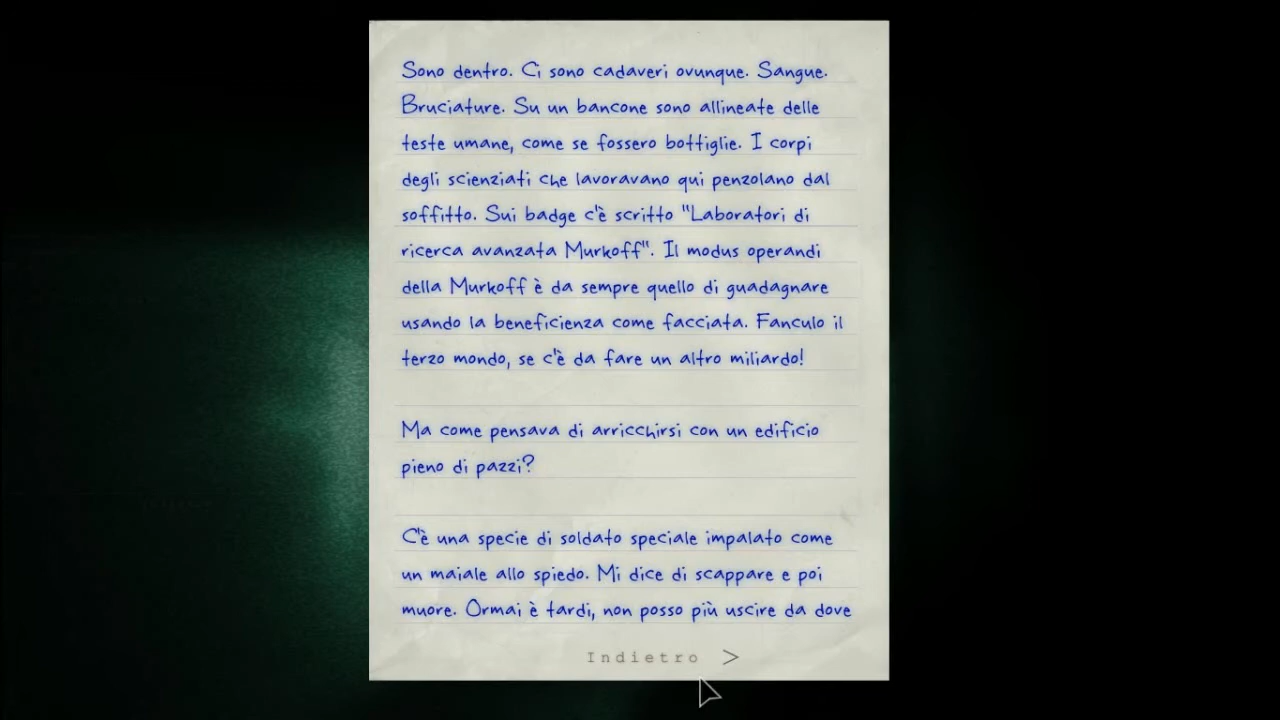 Sono dentro. Ci sono cadaveri ovunque. Sangue.
Bruciature. Su un bancone sono allineate delle
teste umane, come se fossero bottiglie. I corpi
degli scienziati che lavoravano qui penzolano dal
soffitto. Sui badge c'è scritto "Laboratori di
ricerca avanzata Murkoff". Il modus operandi
della Murkoff è da sempre quello di guadagnare
usando la beneficienza come facciata. Fanculo il
terzo mondo, se c'è da fare un altro miliardo!
Ma come pensava di arricchirsi con un edificio
pieno di pazzi?
C'è una specie di soldato speciale impalato come
un maiale allo spiedo. Mi dice di scappare e poi
muore. Ormai è tardi, non posso più uscire da dove
Indietro >